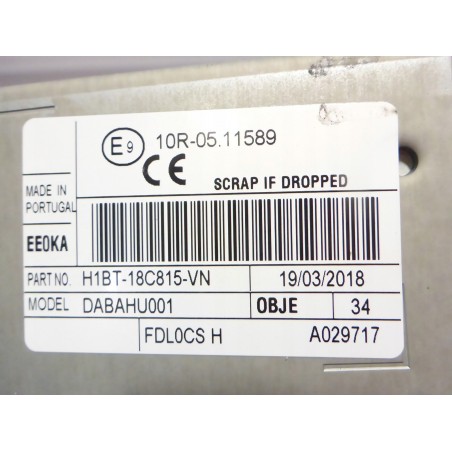 E9 10R-05.11589
CE SCRAP IF DROPPED
MADE IN
PORTUGAL
EE0KA
PART NO. H1BT-18C815-VN 19/03/2018
MODEL DABAHU001 OBJE 34
FDL0CS H A029717